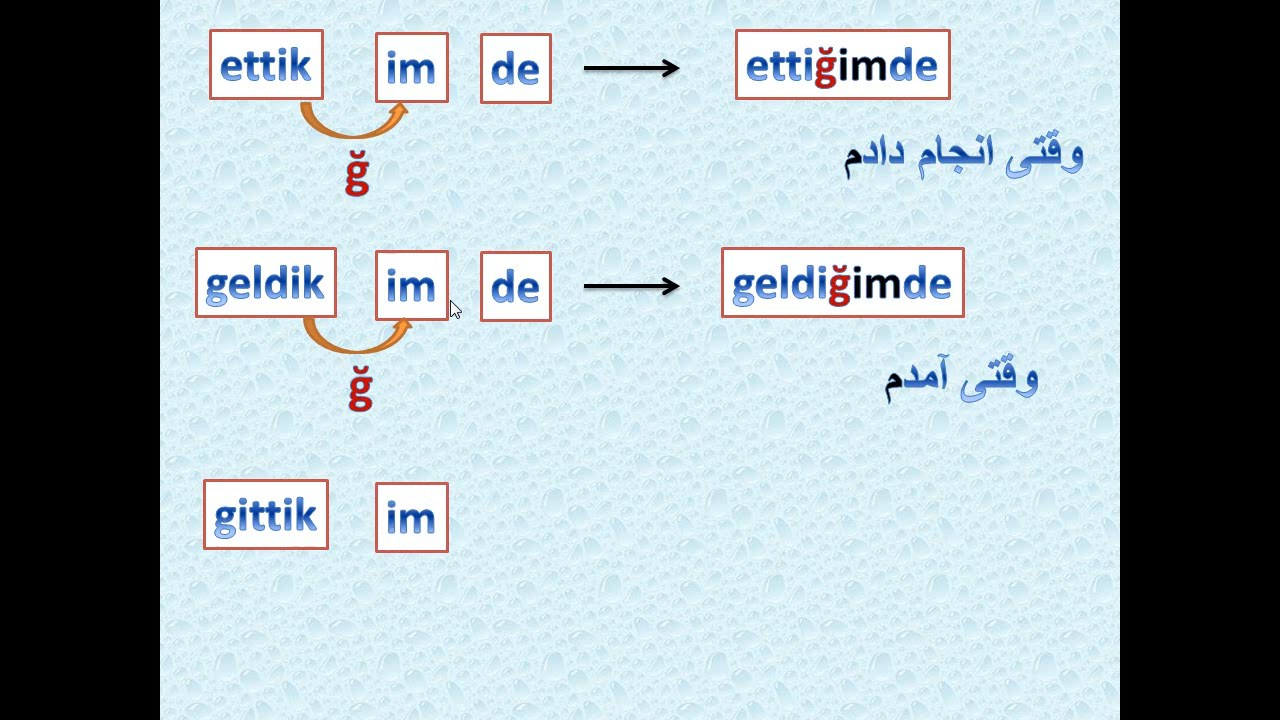 ettik im de ettiğimde
ğ
وقتی انجام دادم
geldik im de geldiğimde
ğ
وقتی آمدم
gittik im